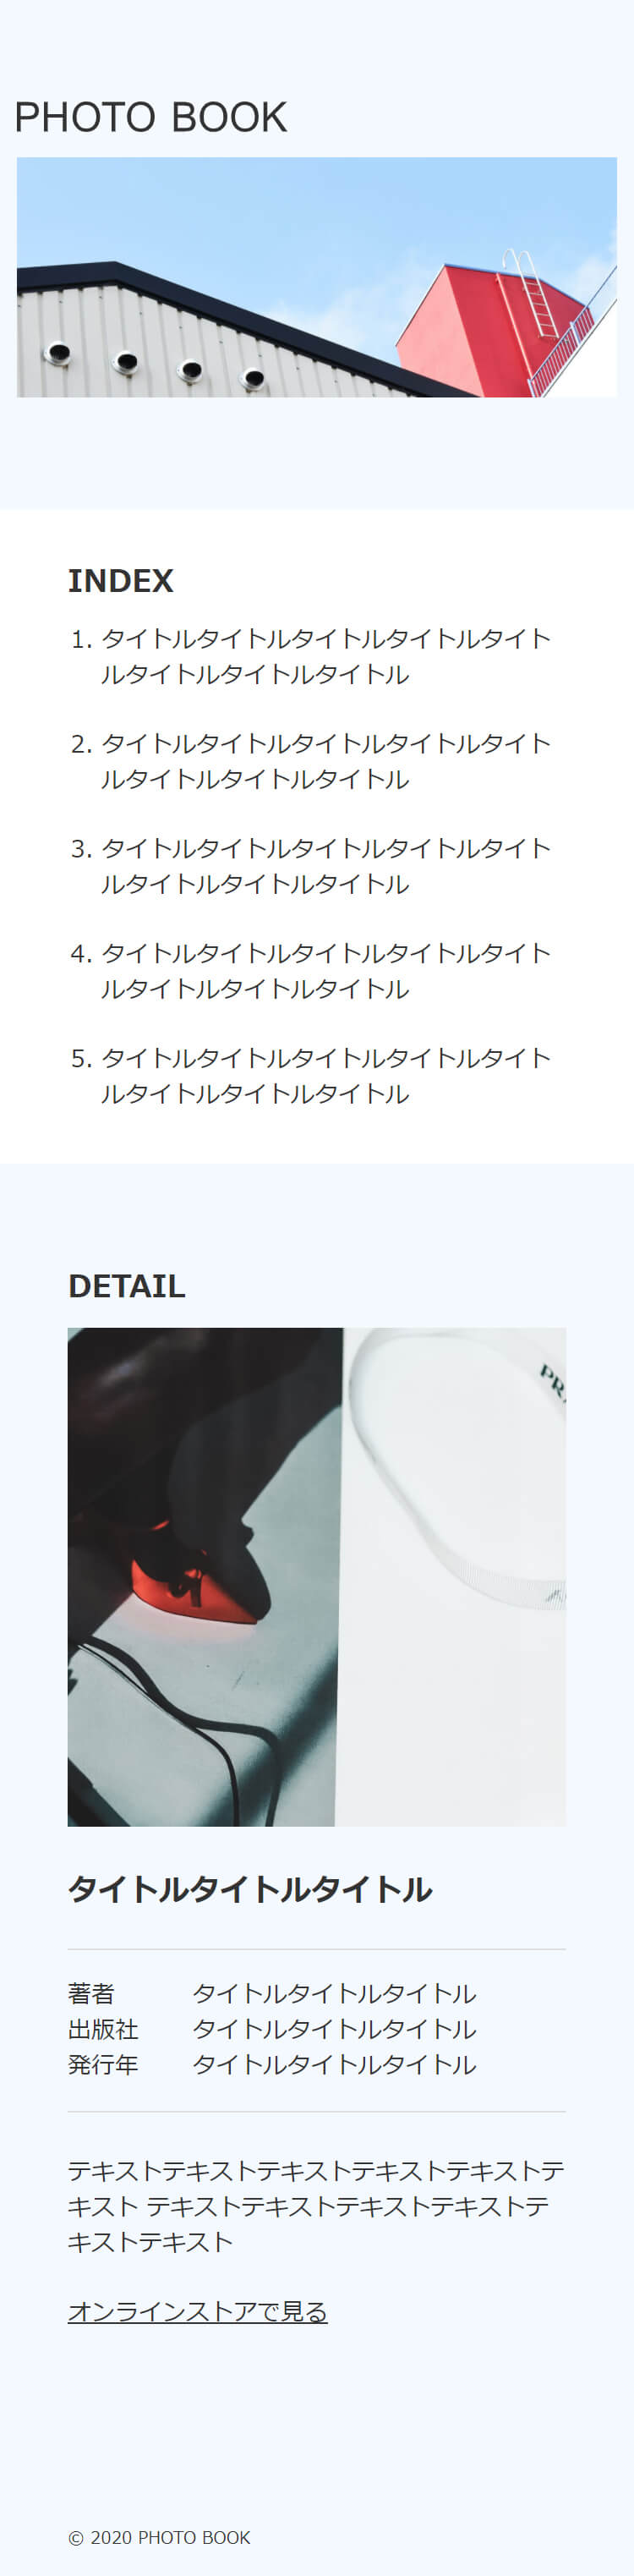 PHOTO BOOK
INDEX
1. タイトルタイトルタイトルタイトルタイト
ルタイトルタイトルタイトル
2. タイトルタイトルタイトルタイトルタイト
ルタイトルタイトルタイトル
3. タイトルタイトルタイトルタイトルタイト
ルタイトルタイトルタイトル
4. タイトルタイトルタイトルタイトルタイト
ルタイトルタイトルタイトル
5. タイトルタイトルタイトルタイトルタイト
ルタイトルタイトルタイトル
DETAIL
タイトルタイトルタイトル
著者 タイトルタイトルタイトル
出版社 タイトルタイトルタイトル
発行年 タイトルタイトルタイトル
テキストテキストテキストテキストテキストテ
キスト テキストテキストテキストテキストテ
キストテキスト
オンラインストアで見る
© 2020 PHOTO BOOK